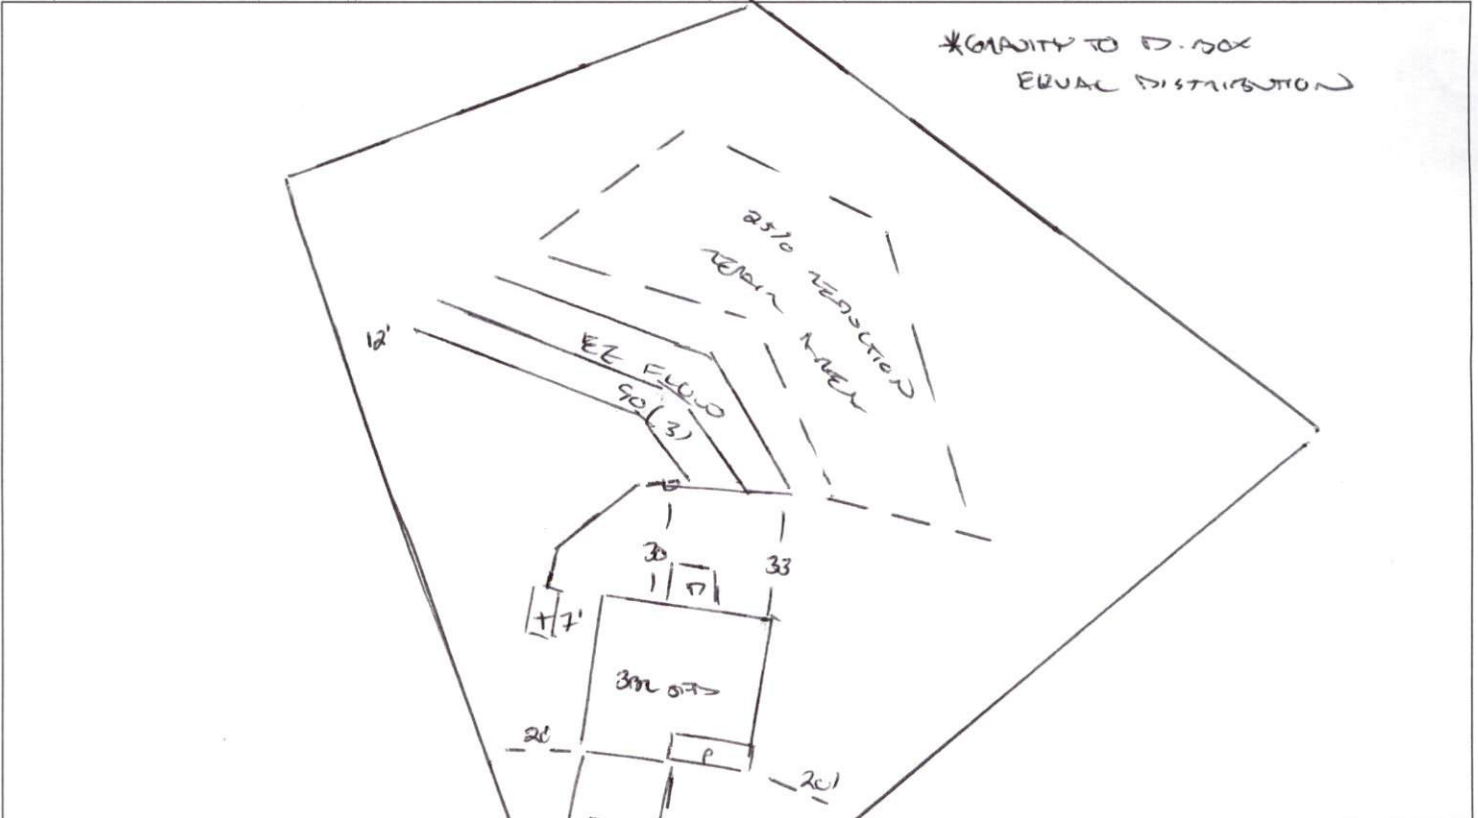 *GRAVITY TO D-BOX
EQUAL DISTRIBUTION
25% REDUCTION
REPAIR AREA
12'
EZ FLOW
90 (3)
30
33
D
T 7'
3BR
20'
P
20'